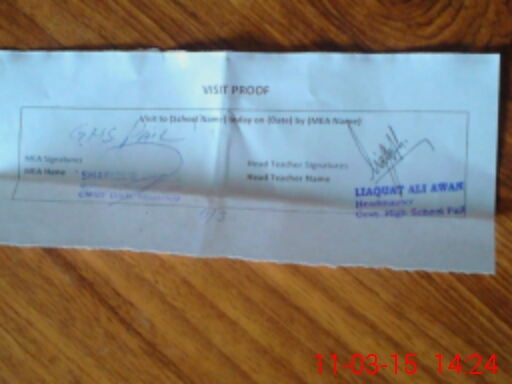 VISIT PROOF
Visit to (School Name) today on (Date) by (MEA Name)
GHS Pail
MEA Signatures
Head Teacher Signatures
MEA Name
Head Teacher Name
LIAQUAT ALI AWAN
Headmaster
Govt. High School Pail
11-03-15 14:24